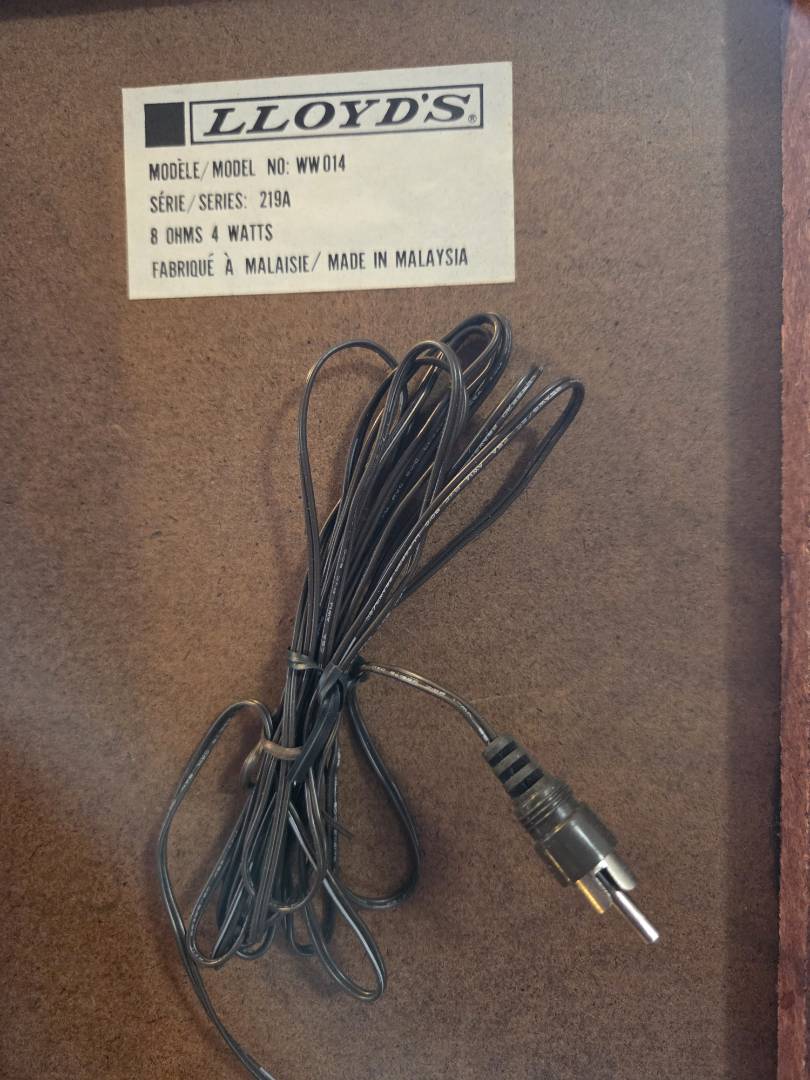 LLOYD'S®
MODÈLE/MODEL NO: WW014
SÉRIE/SERIES: 219A
8 OHMS 4 WATTS
FABRIQUÉ À MALAISIE/MADE IN MALAYSIA